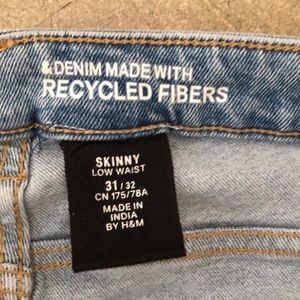 &DENIM MADE WITH
RECYCLED FIBERS
SKINNY
LOW WAIST
31 / 32
CN 175/78A
MADE IN
INDIA
BY H&M